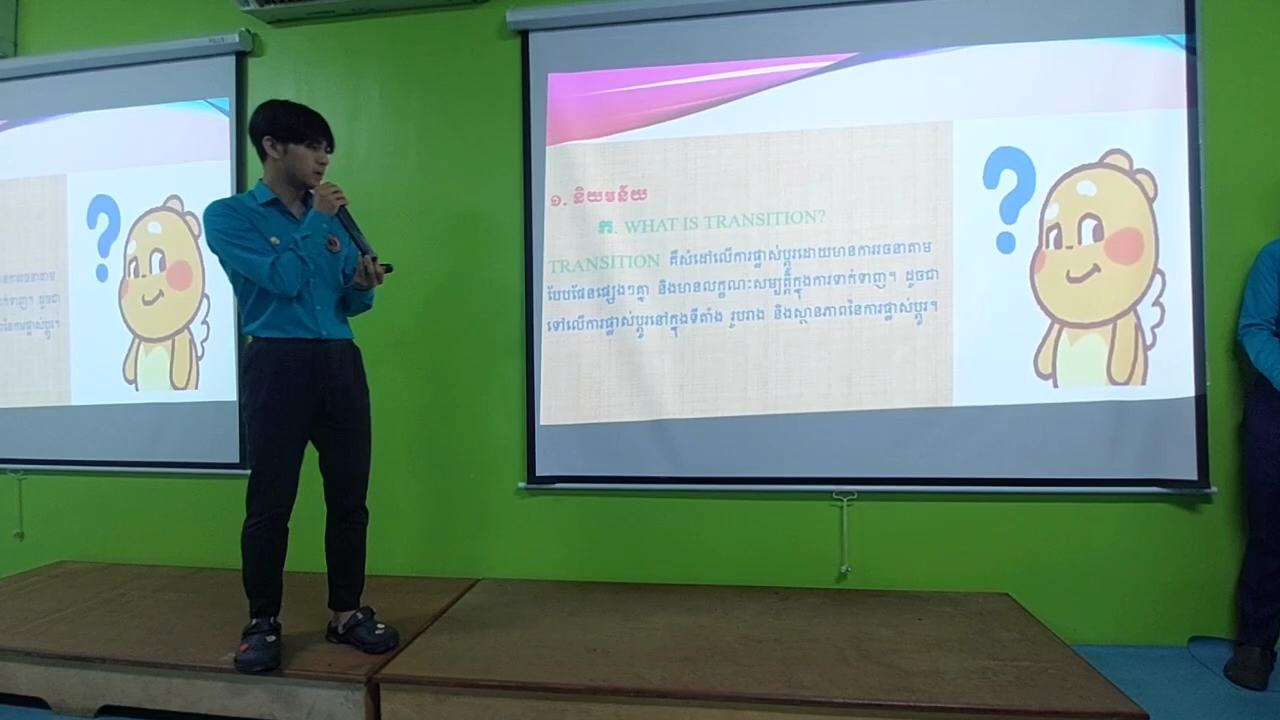 ១. និយមន័យ
ក. WHAT IS TRANSITION?
TRANSITION គឺសំដៅលើការផ្លាស់ប្ដូរដោយមានការរចនាតាម
បែបផែនផ្សេងៗគ្នា និងមានលក្ខណៈសម្បត្តិក្នុងការទាក់ទាញ។ ដូចជា
ទៅលើការផ្លាស់ប្ដូរនៅក្នុងទីតាំង រូបរាង និងស្ថានភាពនៃការផ្លាស់ប្ដូរ។